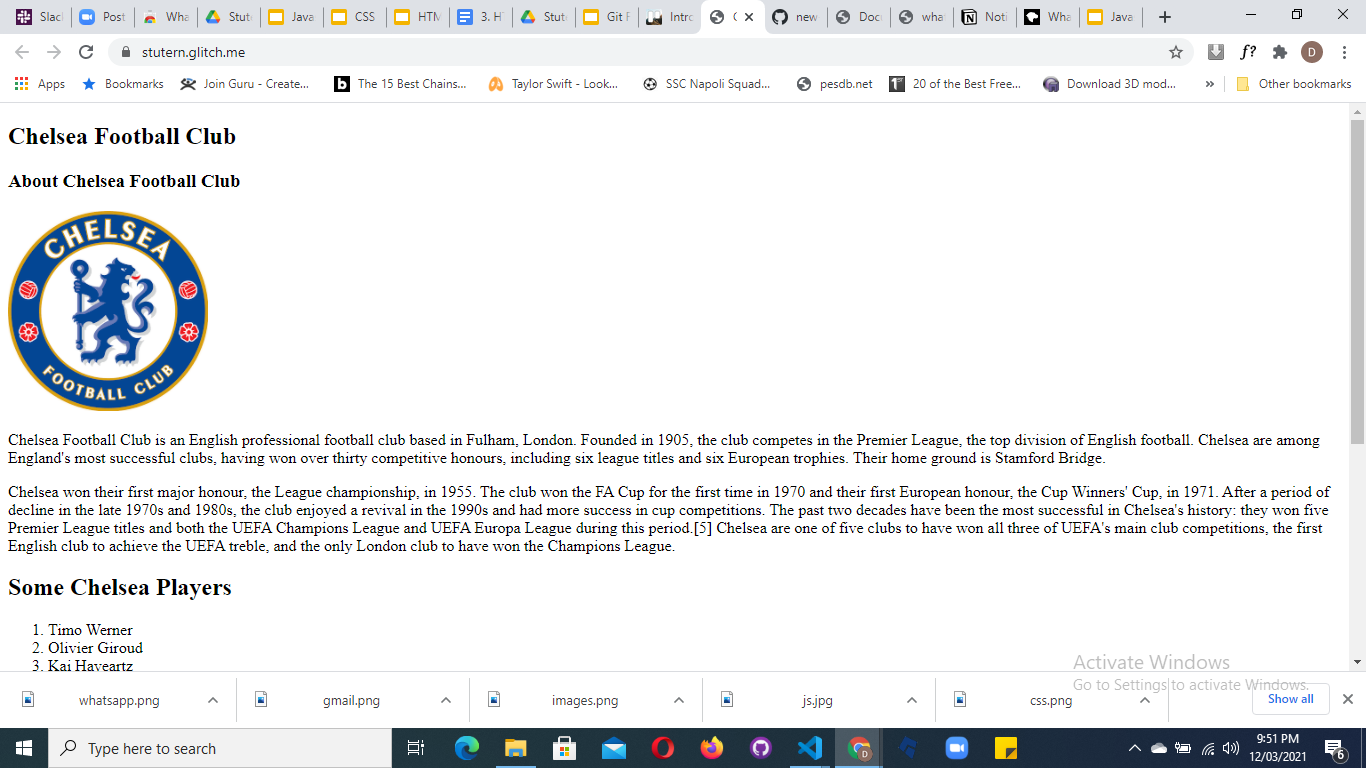 Slac
Post
Wha
Stut
Java
CSS
HTM
3. H
Stut
Git F
Intro
C
new
Doc
wha
Noti
Wha
Java
stutern.glitch.me
f?
D
Apps
Bookmarks
Join Guru - Create...
The 15 Best Chains...
Taylor Swift - Look...
SSC Napoli Squad...
pesdb.net
20 of the Best Free...
Download 3D mod...
»
Other bookmarks
Chelsea Football Club
About Chelsea Football Club
CHELSEA
FOOTBALL CLUB
Chelsea Football Club is an English professional football club based in Fulham, London. Founded in 1905, the club competes in the Premier League, the top division of English football. Chelsea are among
England's most successful clubs, having won over thirty competitive honours, including six league titles and six European trophies. Their home ground is Stamford Bridge.
Chelsea won their first major honour, the League championship, in 1955. The club won the FA Cup for the first time in 1970 and their first European honour, the Cup Winners' Cup, in 1971. After a period of
decline in the late 1970s and 1980s, the club enjoyed a revival in the 1990s and had more success in cup competitions. The past two decades have been the most successful in Chelsea's history: they won five
Premier League titles and both the UEFA Champions League and UEFA Europa League during this period.[5] Chelsea are one of five clubs to have won all three of UEFA's main club competitions, the first
English club to achieve the UEFA treble, and the only London club to have won the Champions League.
Some Chelsea Players
1. Timo Werner
2. Olivier Giroud
3. Kai Haveartz
Activate Windows
Go to Settings to activate Windows.
whatsapp.png
gmail.png
images.png
js.jpg
css.png
Show all
Type here to search
D
9:51 PM
12/03/2021
6